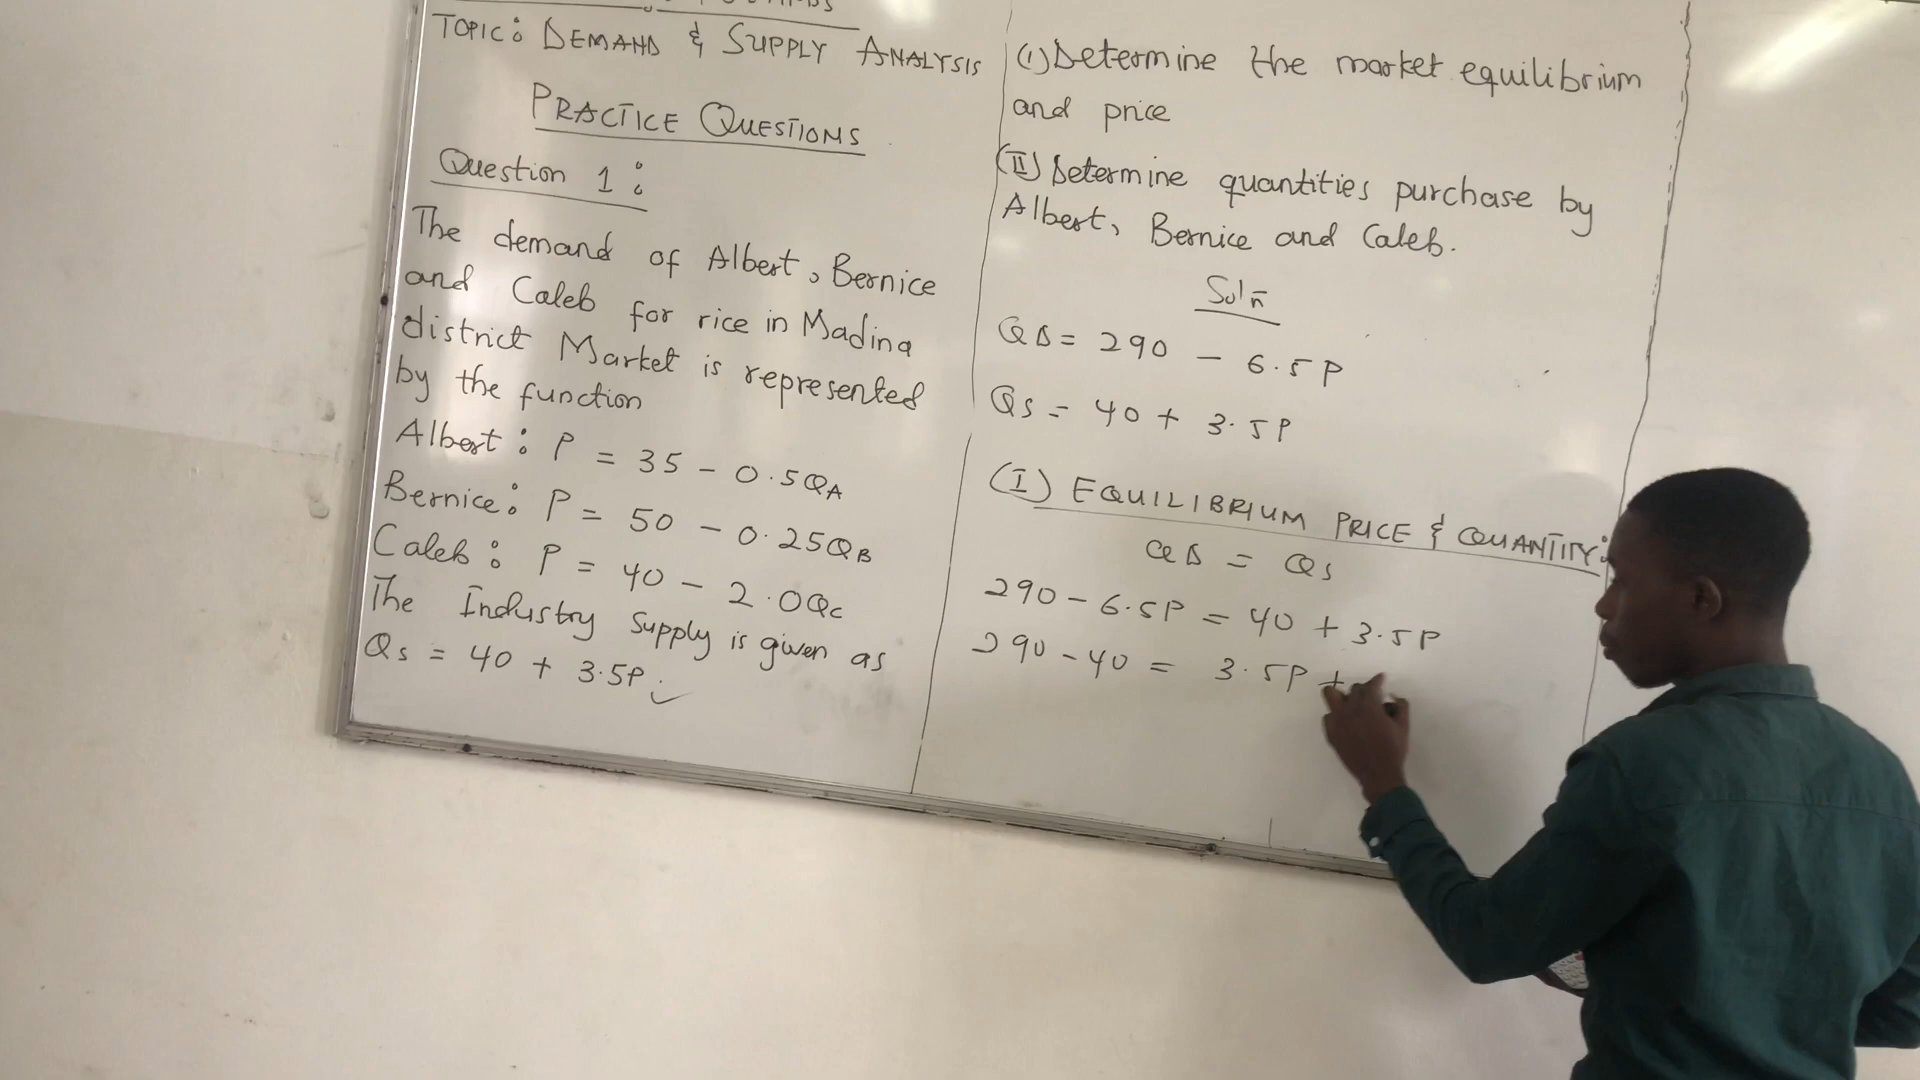 TOPIC: DEMAND & SUPPLY ANALYSIS
PRACTICE QUESTIONS
Question 1:
The demand of Albert, Bernice
and Caleb for rice in Madina
district Market is represented
by the function
Albert: P = 35 - 0.5QA
Bernice: P = 50 - 0.25QB
Caleb: P = 40 - 2.0QC
The Industry Supply is given as
Qs = 40 + 3.5P.
(I) Determine the market equilibrium
and price
(II) Determine quantities purchase by
Albert, Bernice and Caleb.
Soln
QD = 290 - 6.5P
Qs = 40 + 3.5P
(I) EQUILIBRIUM PRICE & QUANTITY:
QD = Qs
290 - 6.5P = 40 + 3.5P
290 - 40 = 3.5P +